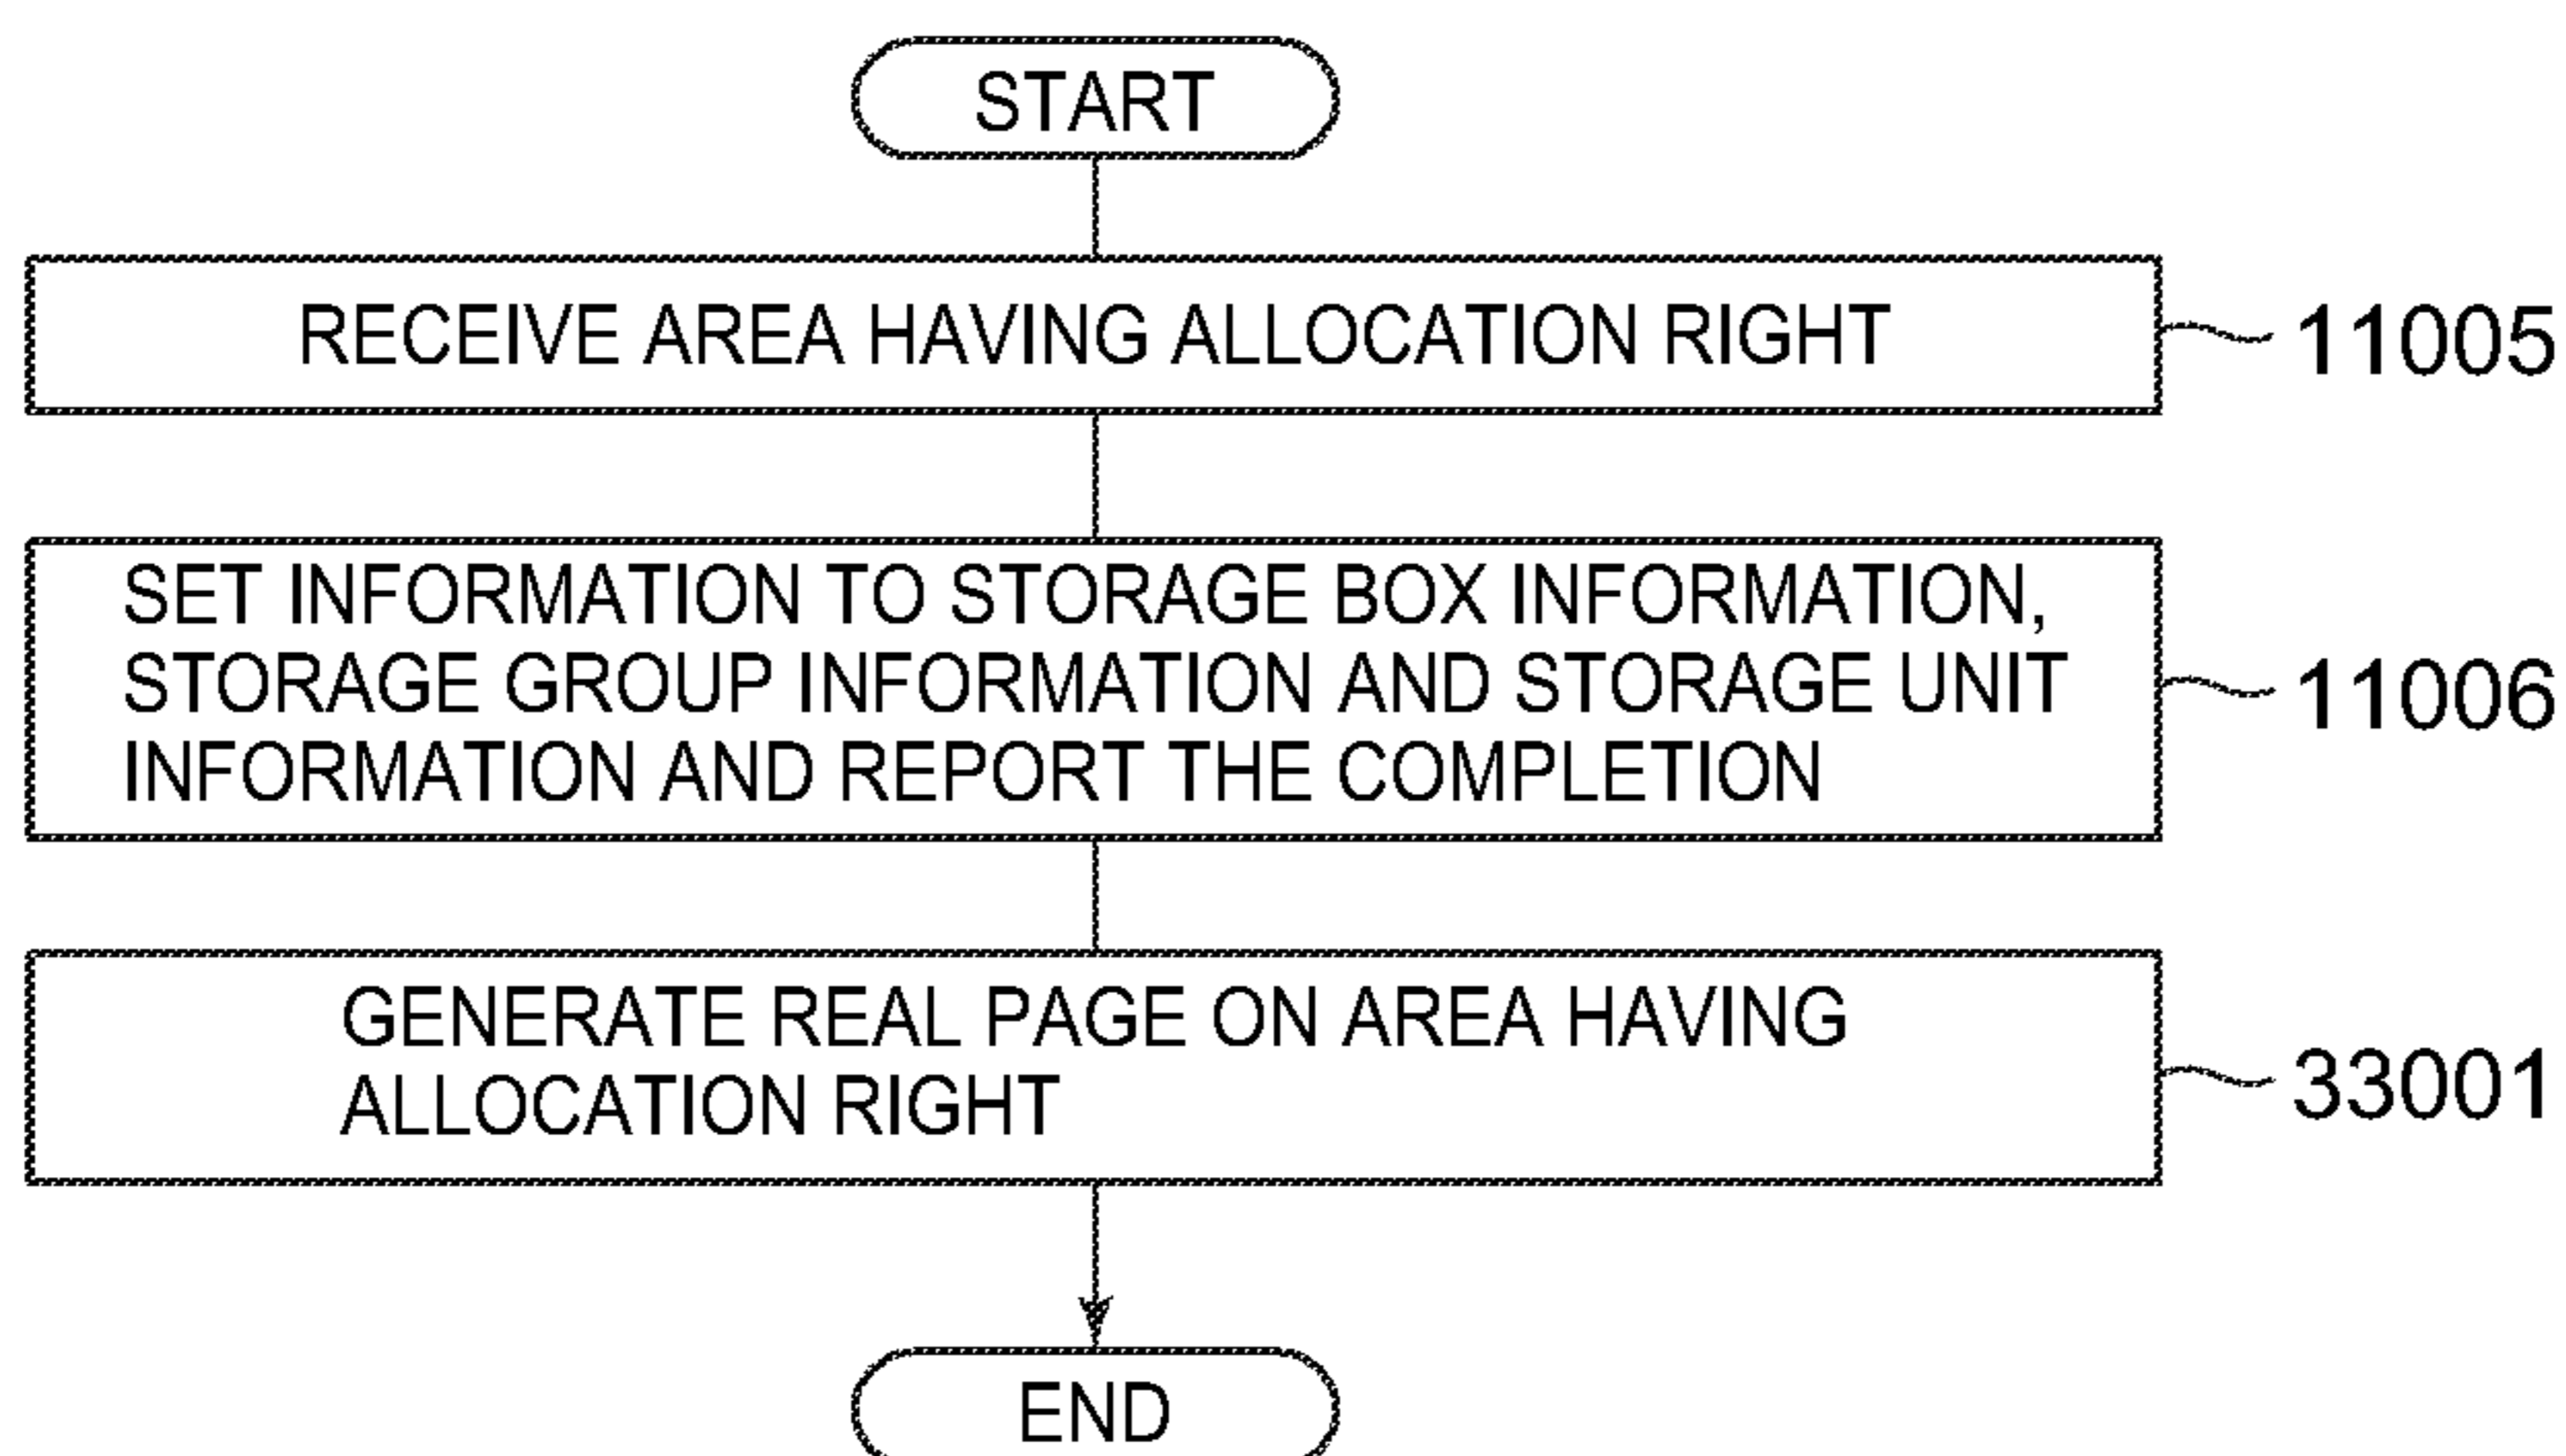 START
RECEIVE AREA HAVING ALLOCATION RIGHT
11005
SET INFORMATION TO STORAGE BOX INFORMATION,
STORAGE GROUP INFORMATION AND STORAGE UNIT
INFORMATION AND REPORT THE COMPLETION
11006
GENERATE REAL PAGE ON AREA HAVING
ALLOCATION RIGHT
33001
END